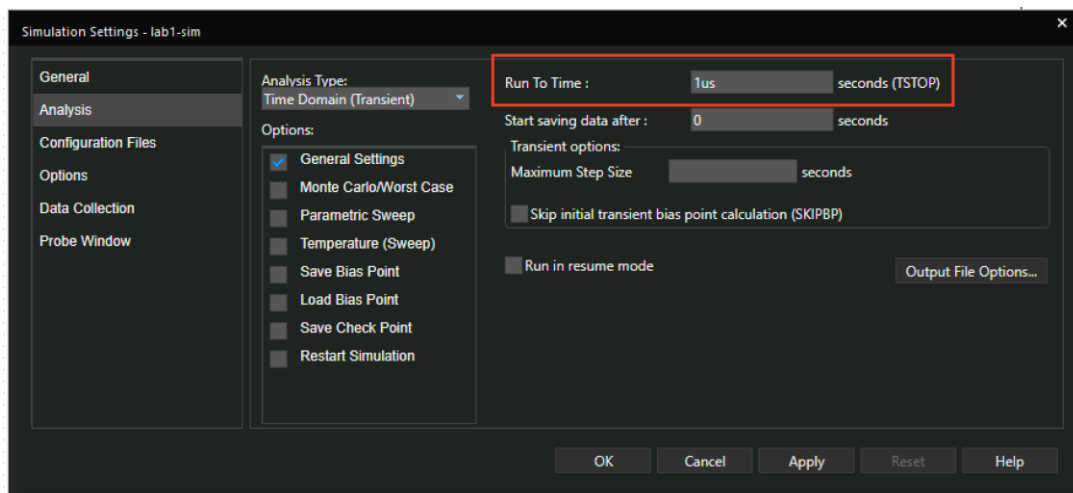 Simulation Settings - lab1-sim
General
Analysis
Configuration Files
Options
Data Collection
Probe Window
Analysis Type:
Time Domain (Transient)
Options:
General Settings
Monte Carlo/Worst Case
Parametric Sweep
Temperature (Sweep)
Save Bias Point
Load Bias Point
Save Check Point
Restart Simulation
Run To Time : 1us seconds (TSTOP)
Start saving data after : 0 seconds
Transient options:
Maximum Step Size seconds
Skip initial transient bias point calculation (SKIPBP)
Run in resume mode
Output File Options...
OK Cancel Apply Reset Help